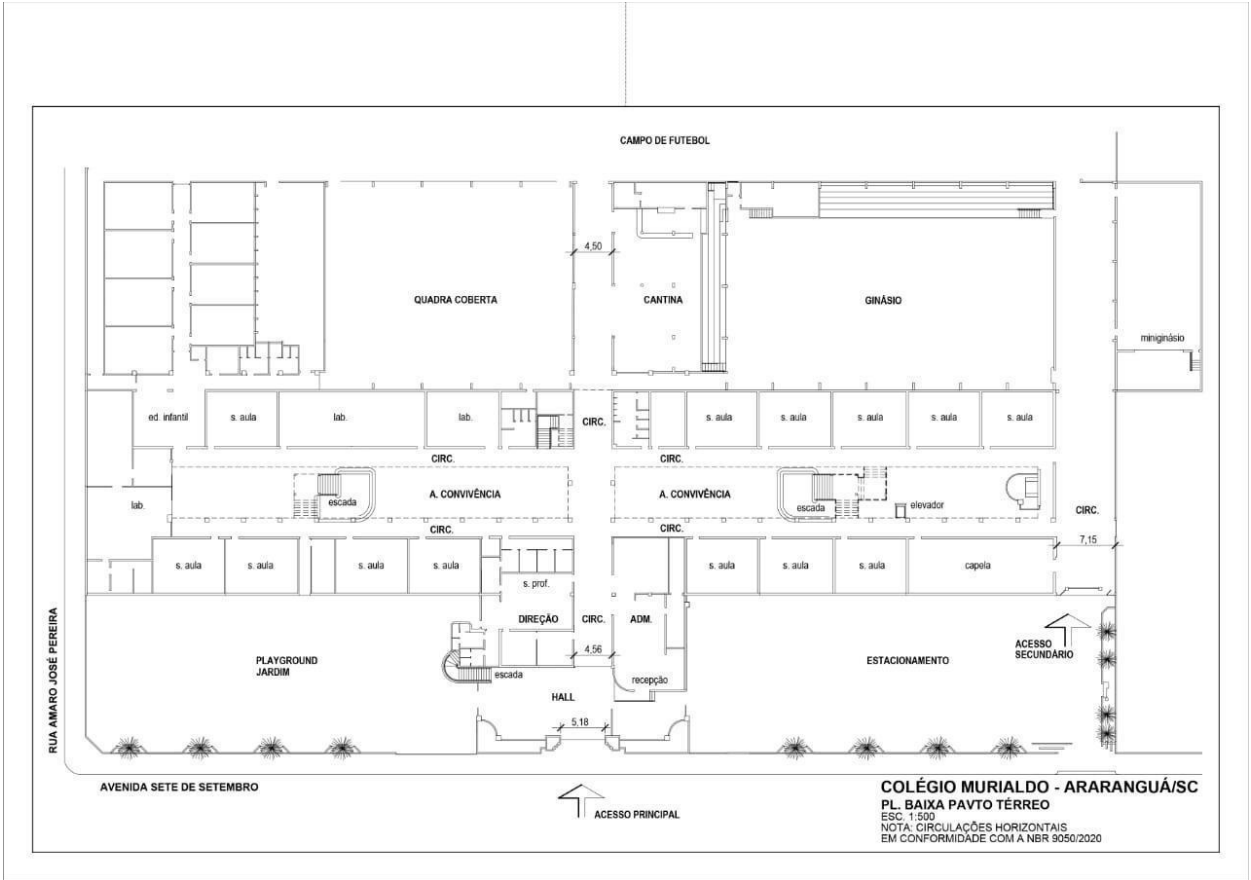 CAMPO DE FUTEBOL
4,50
QUADRA COBERTA
CANTINA
GINÁSIO
miniginásio
ed. infantil
s. aula
lab.
lab.
CIRC.
s. aula
s. aula
s. aula
s. aula
s. aula
CIRC.
CIRC.
A. CONVIVÊNCIA
A. CONVIVÊNCIA
escada
escada
elevador
lab.
CIRC.
CIRC.
CIRC.
7,15
s. aula
s. aula
s. aula
s. aula
s. prof.
s. aula
s. aula
s. aula
capela
DIREÇÃO
CIRC.
ADM.
4,56
RUA AMARO JOSÉ PEREIRA
PLAYGROUND
JARDIM
escada
recepção
ESTACIONAMENTO
ACESSO
SECUNDÁRIO
HALL
5,18
AVENIDA SETE DE SETEMBRO
ACESSO PRINCIPAL
COLÉGIO MURIALDO - ARARANGUÁ/SC
PL. BAIXA PAVTO TÉRREO
ESC. 1:500
NOTA: CIRCULAÇÕES HORIZONTAIS
EM CONFORMIDADE COM A NBR 9050/2020